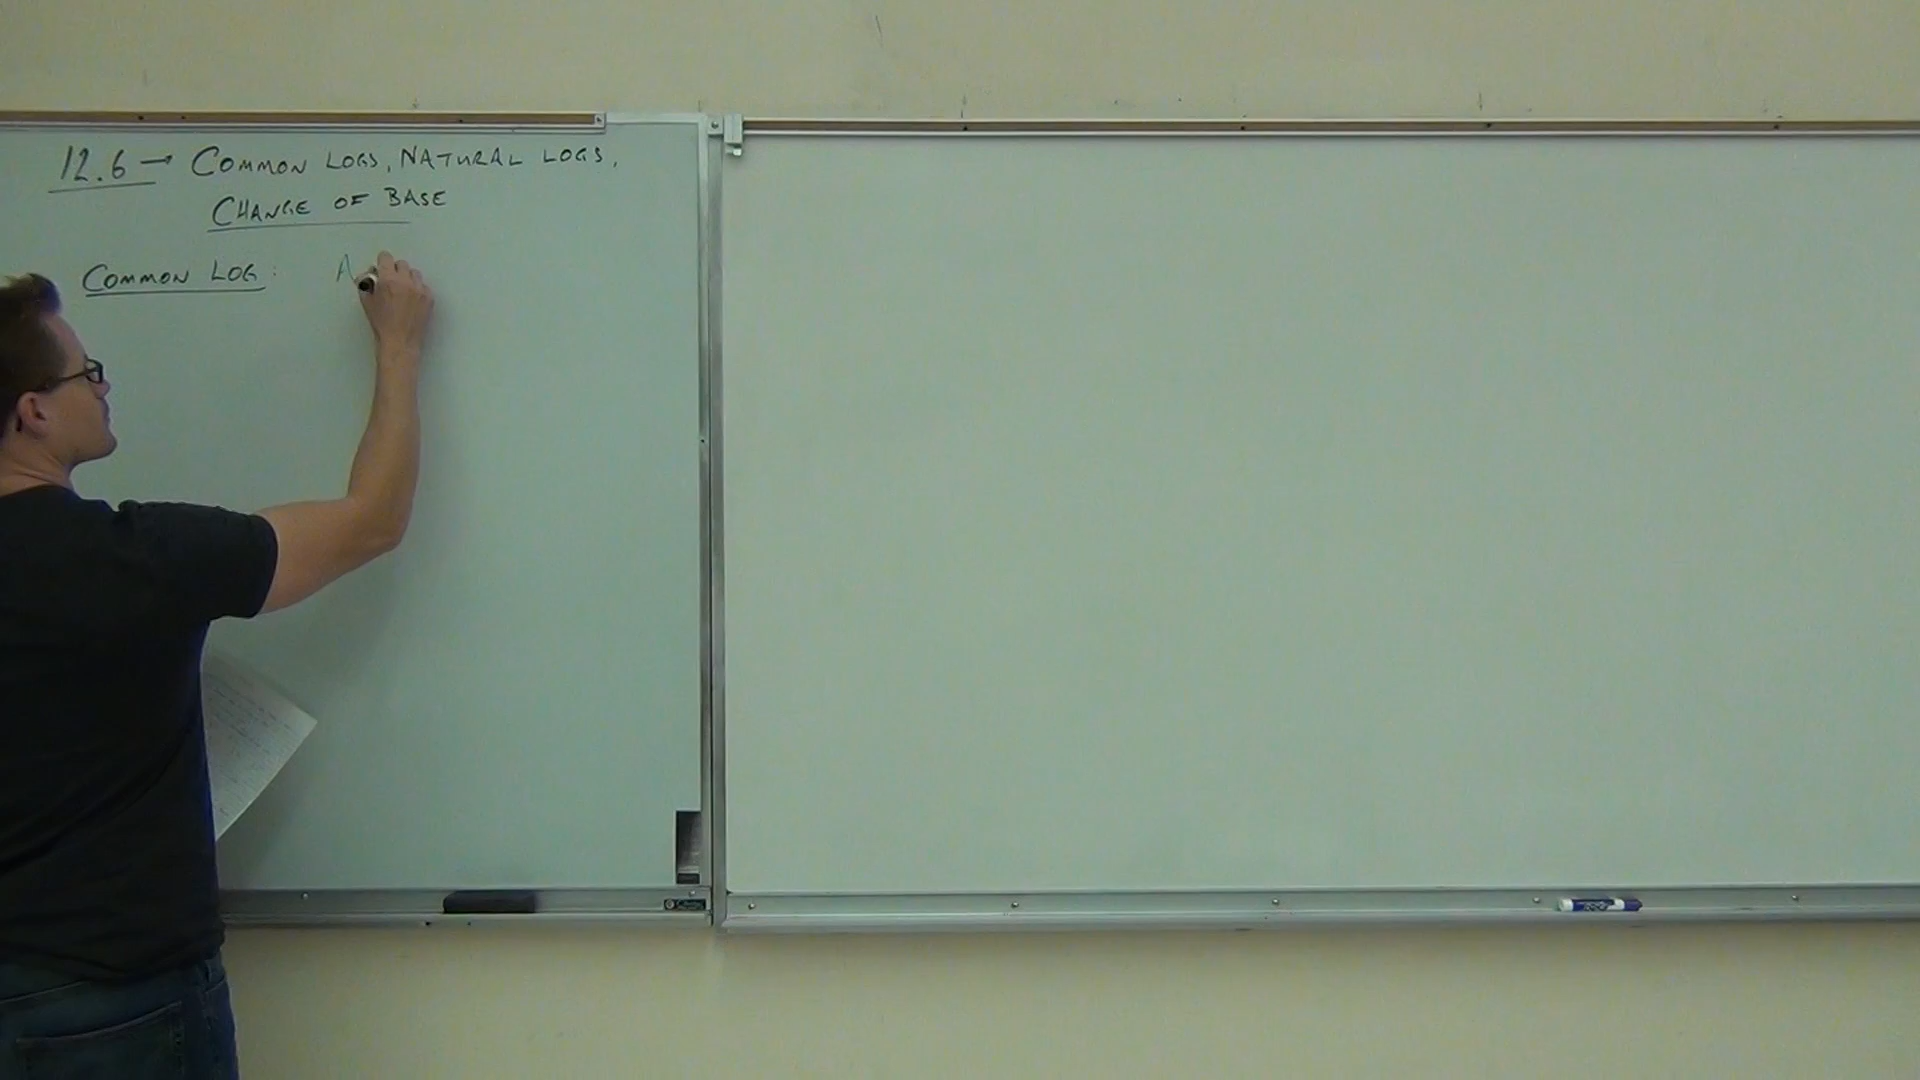 12.6 → COMMON LOGS, NATURAL LOGS,
CHANGE OF BASE
COMMON LOG: A